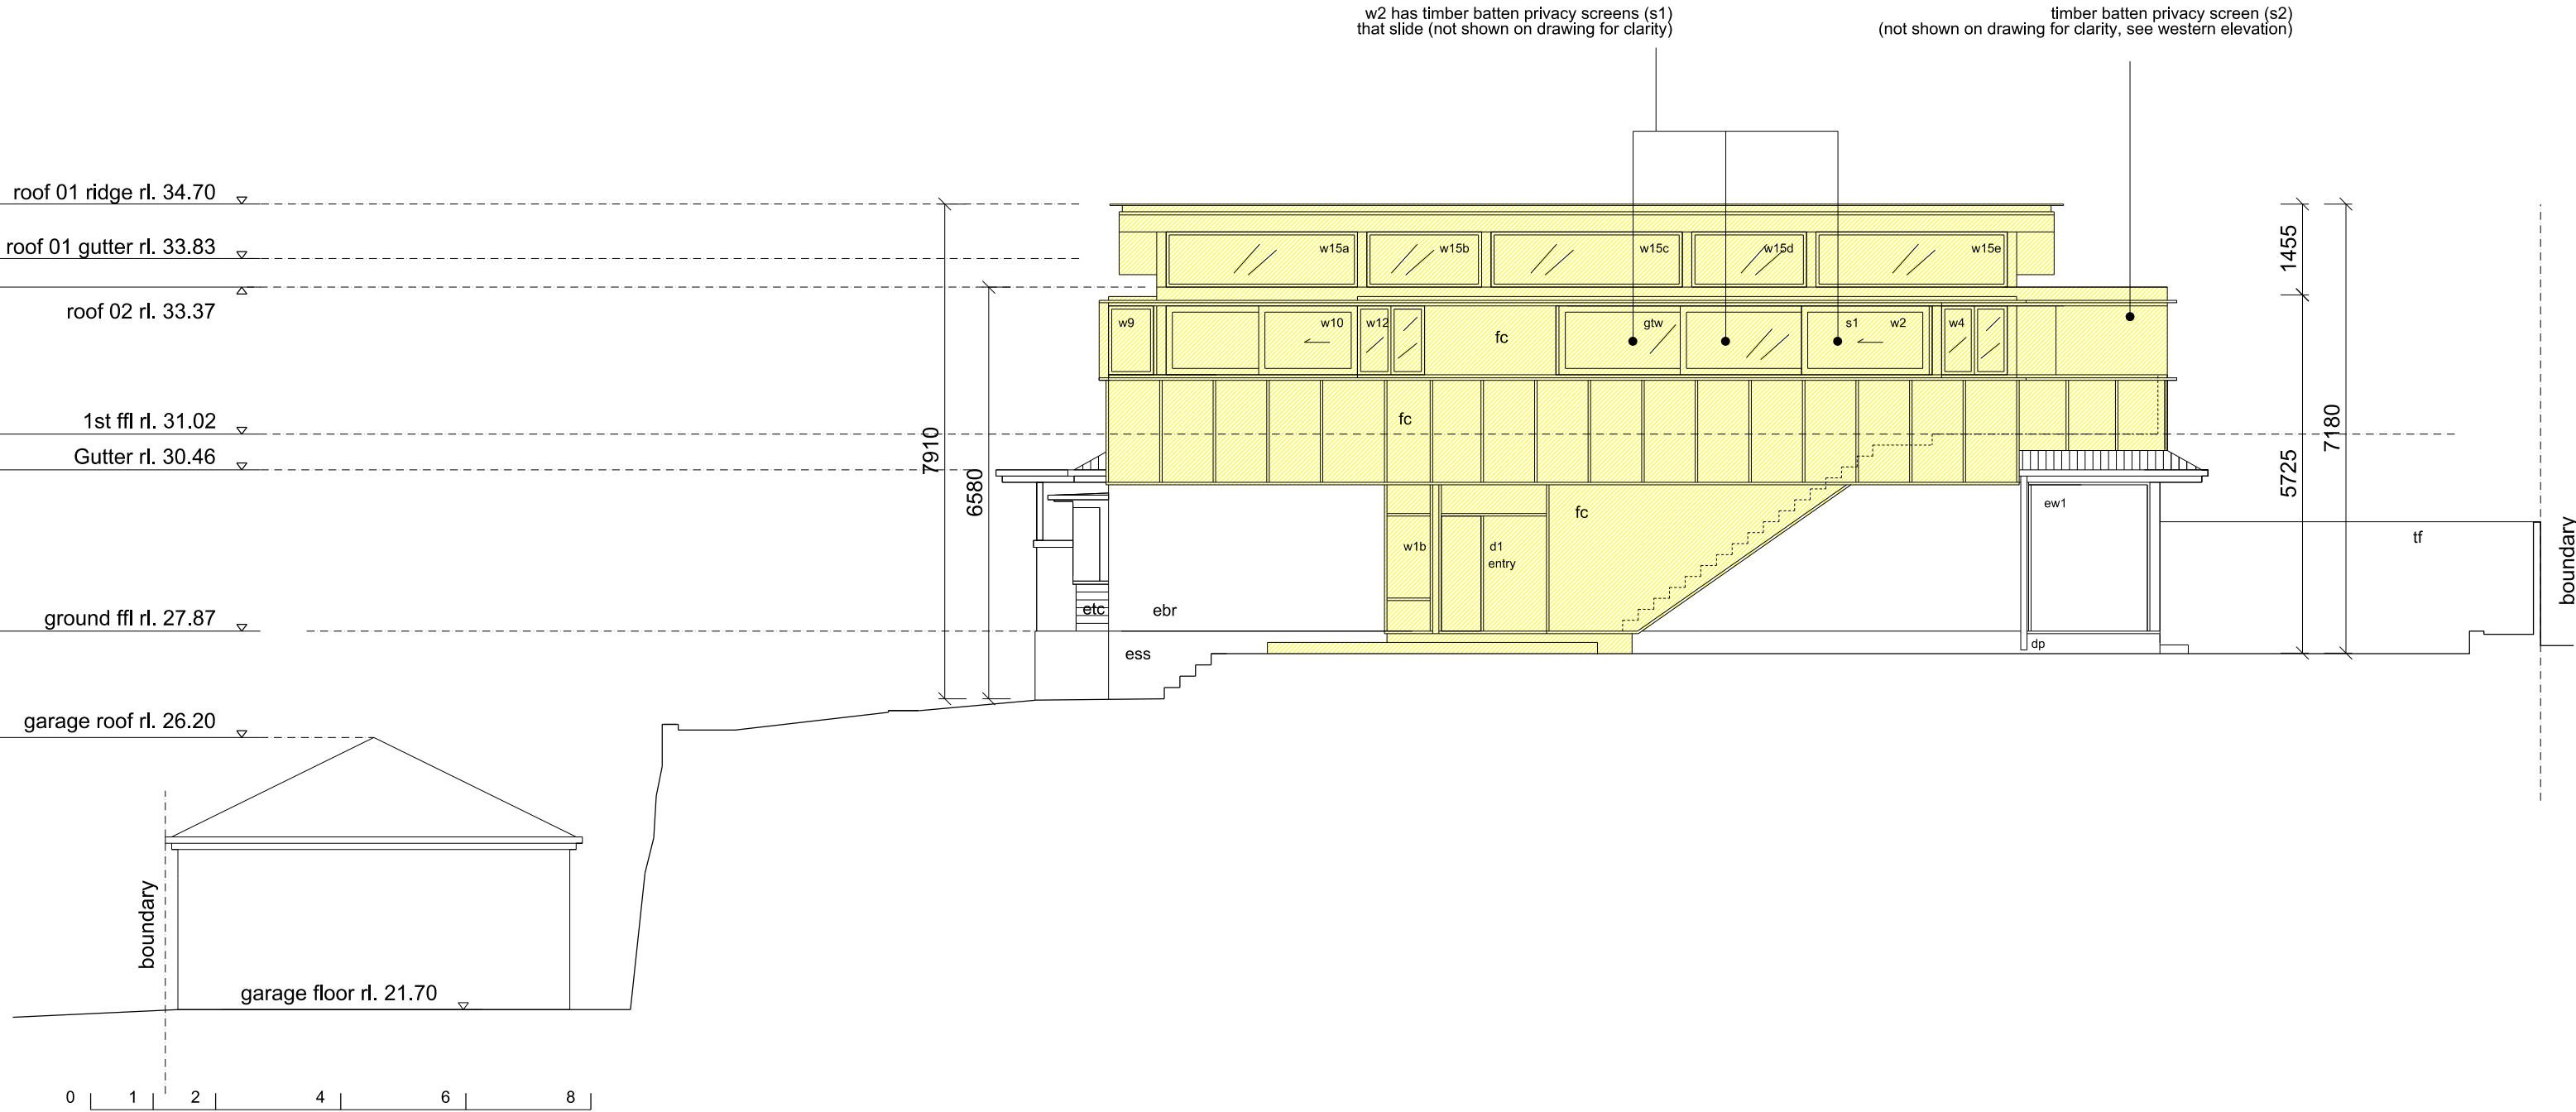 w2 has timber batten privacy screens (s1)
that slide (not shown on drawing for clarity)
timber batten privacy screen (s2)
(not shown on drawing for clarity, see western elevation)
roof 01 ridge rl. 34.70
roof 01 gutter rl. 33.83
roof 02 rl. 33.37
1st ffl rl. 31.02
Gutter rl. 30.46
ground ffl rl. 27.87
garage roof rl. 26.20
garage floor rl. 21.70
boundary
7910
6580
w15a
w15b
w15c
w15d
w15e
w9
w10
w12
fc
gtw
s1
w2
w4
fc
fc
w1b
d1
entry
etc
ebr
ess
ew1
dp
tf
1455
5725
7180
boundary
0 1 2 4 6 8